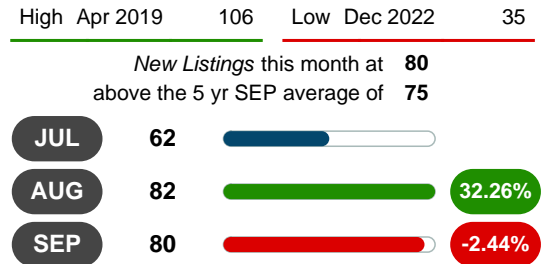 High Apr 2019 106 Low Dec 2022 35
New Listings this month at 80
above the 5 yr SEP average of 75
JUL 62
AUG 82 32.26%
SEP 80 -2.44%